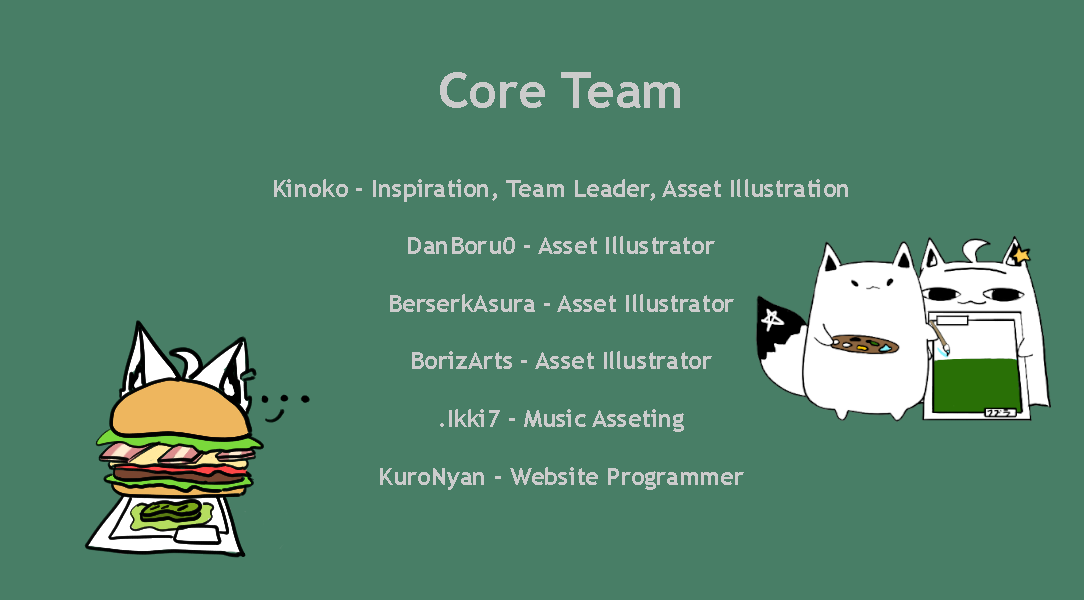 Core Team
Kinoko - Inspiration, Team Leader, Asset Illustration
DanBoru0 - Asset Illustrator
BerserkAsura - Asset Illustrator
BorizArts - Asset Illustrator
.Ikki7 - Music Asseting
KuroNyan - Website Programmer